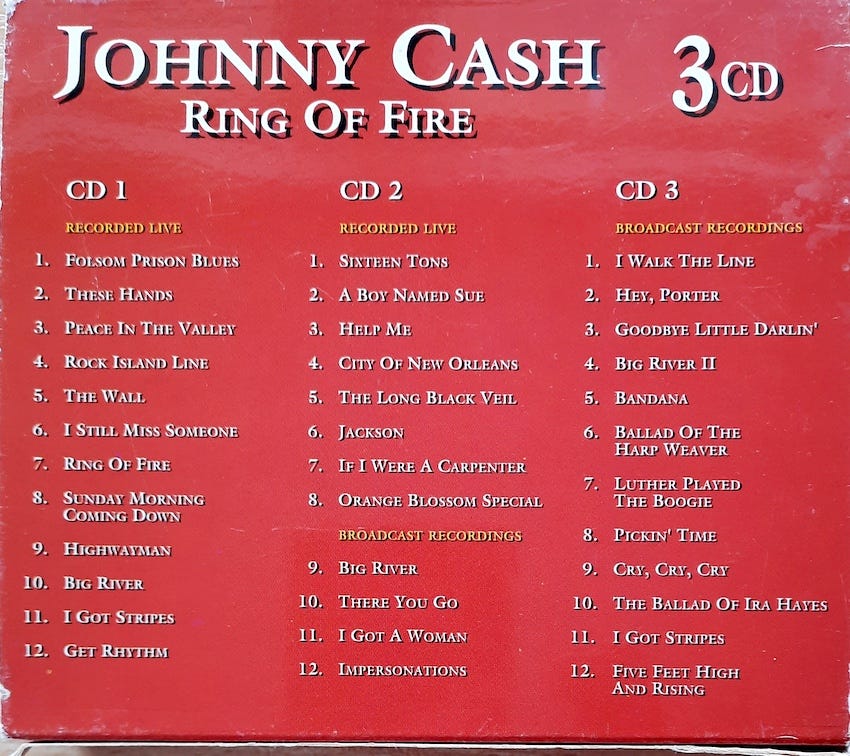 JOHNNY CASH
3 CD
RING OF FIRE
CD 1
RECORDED LIVE
1. FOLSOM PRISON BLUES
2. THESE HANDS
3. PEACE IN THE VALLEY
4. ROCK ISLAND LINE
5. THE WALL
6. I STILL MISS SOMEONE
7. RING OF FIRE
8. SUNDAY MORNING
COMING DOWN
9. HIGHWAYMAN
10. BIG RIVER
11. I GOT STRIPES
12. GET RHYTHM
CD 2
RECORDED LIVE
1. SIXTEEN TONS
2. A BOY NAMED SUE
3. HELP ME
4. CITY OF NEW ORLEANS
5. THE LONG BLACK VEIL
6. JACKSON
7. IF I WERE A CARPENTER
8. ORANGE BLOSSOM SPECIAL
BROADCAST RECORDINGS
9. BIG RIVER
10. THERE YOU GO
11. I GOT A WOMAN
12. IMPERSONATIONS
CD 3
BROADCAST RECORDINGS
1. I WALK THE LINE
2. HEY, PORTER
3. GOODBYE LITTLE DARLIN'
4. BIG RIVER II
5. BANDANA
6. BALLAD OF THE
HARP WEAVER
7. LUTHER PLAYED
THE BOOGIE
8. PICKIN' TIME
9. CRY, CRY, CRY
10. THE BALLAD OF IRA HAYES
11. I GOT STRIPES
12. FIVE FEET HIGH
AND RISING